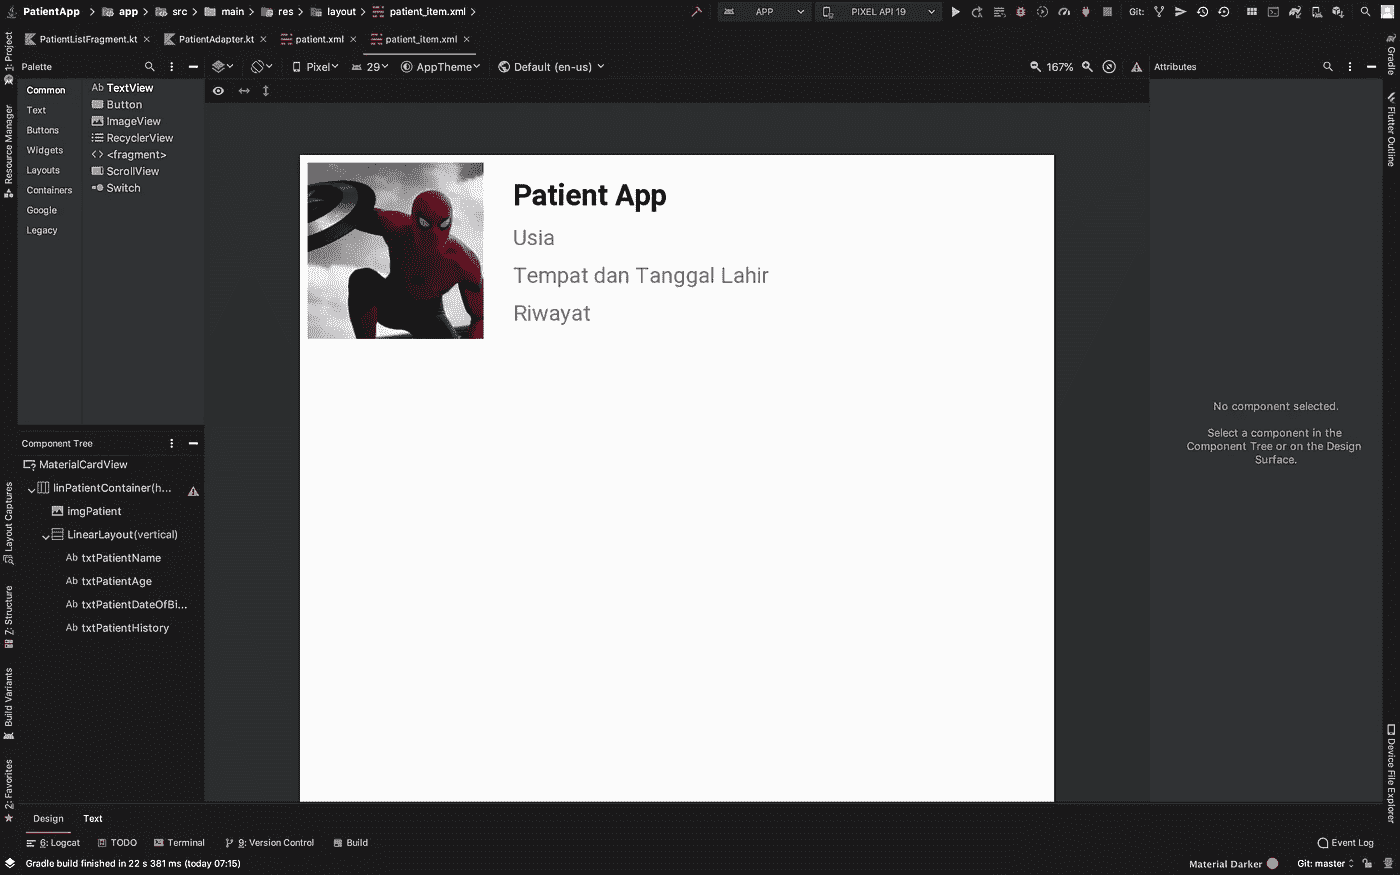 PatientApp app src main res layout patient_item.xml APP PIXEL API 19 Git:
PatientListFragment.kt PatientAdapter.kt patient.xml patient_item.xml
Palette Pixel 29 AppTheme Default (en-us) 167% Attributes
Common
Text
Buttons
Widgets
Layouts
Containers
Google
Legacy
Ab TextView
Button
ImageView
RecyclerView
<fragment>
ScrollView
Switch
Patient App
Usia
Tempat dan Tanggal Lahir
Riwayat
No component selected.
Select a component in the
Component Tree or on the Design
Surface.
Component Tree
MaterialCardView
linPatientContainer(h...
imgPatient
LinearLayout(vertical)
Ab txtPatientName
Ab txtPatientAge
Ab txtPatientDateOfBi...
Ab txtPatientHistory
1: Project
Resource Manager
Layout Captures
7: Structure
Build Variants
2: Favorites
Gradle
Flutter Outline
Device File Explorer
Design Text
6: Logcat TODO Terminal 9: Version Control Build Event Log
Gradle build finished in 22 s 381 ms (today 07:15) Material Darker Git: master